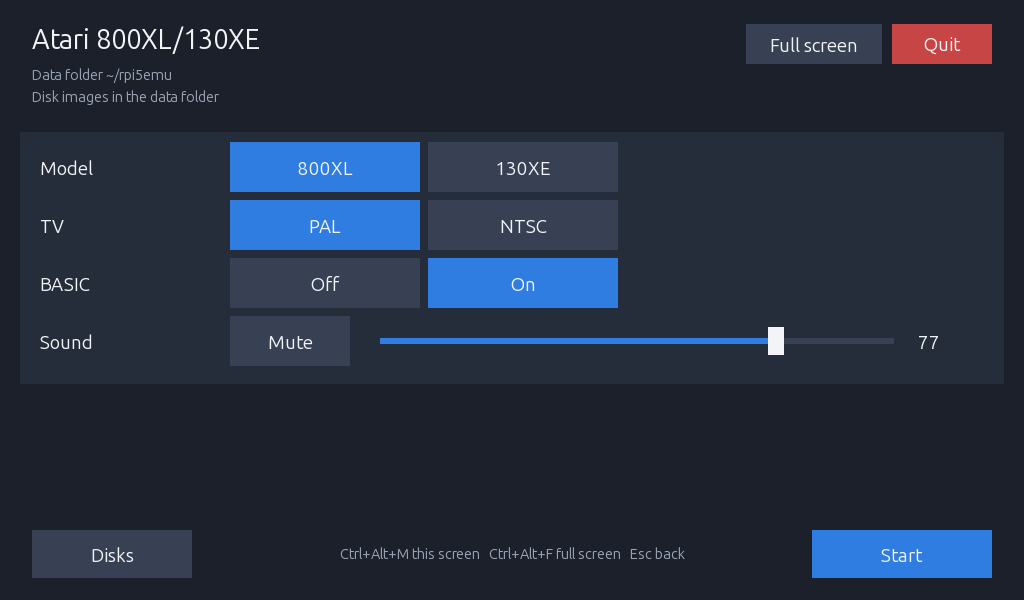 Atari 800XL/130XE
Full screen
Quit
Data folder ~/rpi5emu
Disk images in the data folder
Model
800XL
130XE
TV
PAL
NTSC
BASIC
Off
On
Sound
Mute
77
Disks
Ctrl+Alt+M this screen Ctrl+Alt+F full screen Esc back
Start